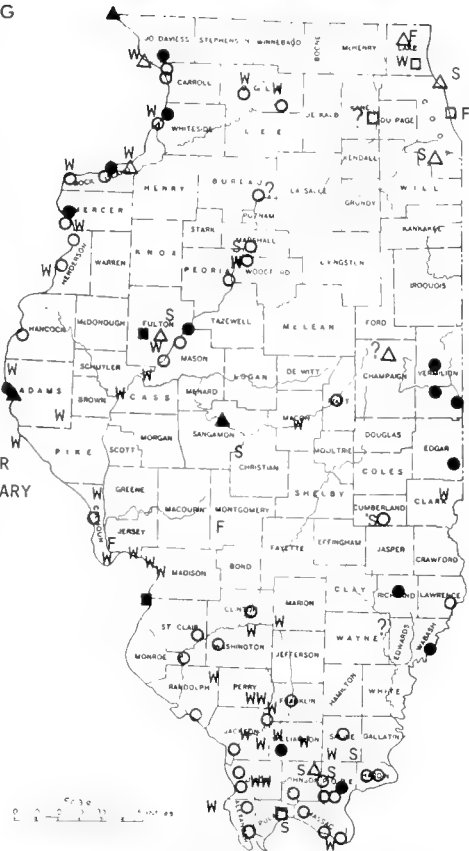 G
JO DAVIESS STEPHENS N WINNEBAGO BOONE McHENRY LAKE F
W W S
CARROLL W W
OGLE
WHITESIDE LEE DE KALB KANE ? DU PAGE F
KENDALL S
W W
ROCK HENRY BUREAU ? LA SALLE GRUNDY WILL
W MERCER PUTNAM KANKAKEE
STARK
S MARSHALL
W HENDERSON WARREN KNOX PEORIA W WOODFORD LIVINGSTN IROQUOIS
HANCOCK McDONOUGH FULTON S TAZEWELL McLEAN FORD
W MASON
SCHUYLER W LOGAN DE WITT ? CHAMPAIGN VERMILION
W ADAMS BROWN W CASS MENARD
W MACON W
W MORGAN SANGAMON DOUGLAS
PIKE SCOTT S CHRISTIAN MOULTRIE COLES EDGAR
R
ARY
GREENE SHELBY W CLARK
W CALHOUN MACOUPIN MONTGOMERY CUMBERLAND S
F JERSEY F EFFINGHAM JASPER CRAWFORD
W W W W FAYETTE
MADISON BOND
CLAY RICHLAND LAWRENCE
CLINTON MARION
ST CLAIR W W WAYNE ? EDWARDS WABASH
MONROE WASHINGTON JEFFERSON
RANDOLPH W PERRY HAMILTON WHITE
W W W FRANKLIN
JACKSON W W W WILLIAMSON W SALINE GALLATIN
W S
S S
W W W JOHNSON POPE HARDIN
W S MASSAC
W